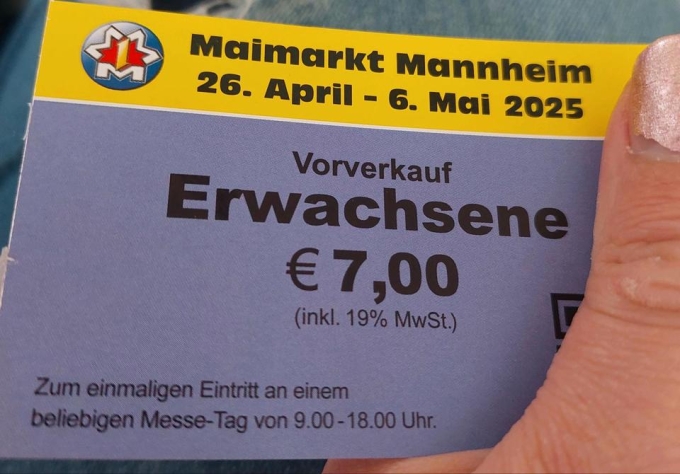 Maimarkt Mannheim
26. April - 6. Mai 2025
Vorverkauf
Erwachsene
€ 7,00
(inkl. 19% MwSt.)
Zum einmaligen Eintritt an einem
beliebigen Messe-Tag von 9.00-18.00 Uhr.